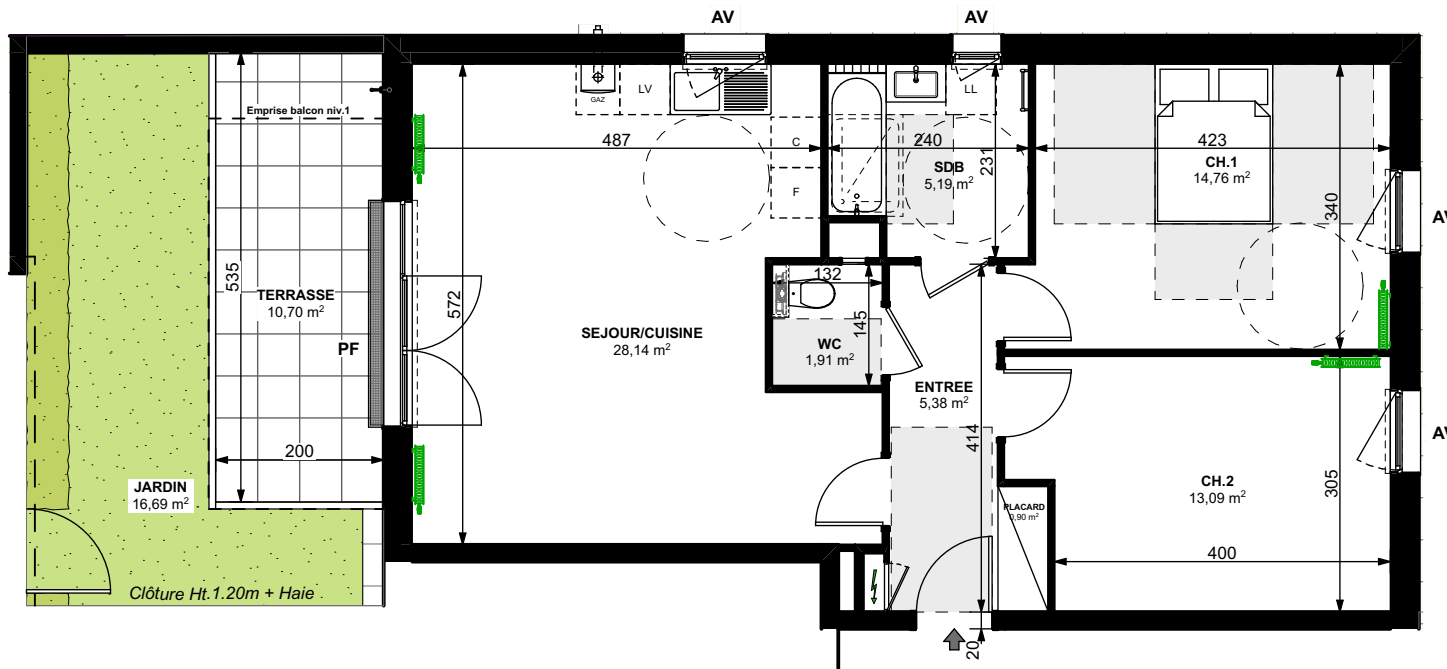 AV
AV
Emprise balcon niv.1
GAZ
LV
LL
C
F
487
240
423
SDB
5,19 m²
231
CH.1
14,76 m²
340
AV
535
TERRASSE
10,70 m²
PF
572
SEJOUR/CUISINE
28,14 m²
132
145
WC
1,91 m²
ENTREE
5,38 m²
414
AV
200
JARDIN
16,69 m²
CH.2
13,09 m²
305
PLACARD
0,90 m²
400
Clôture Ht.1.20m + Haie
20